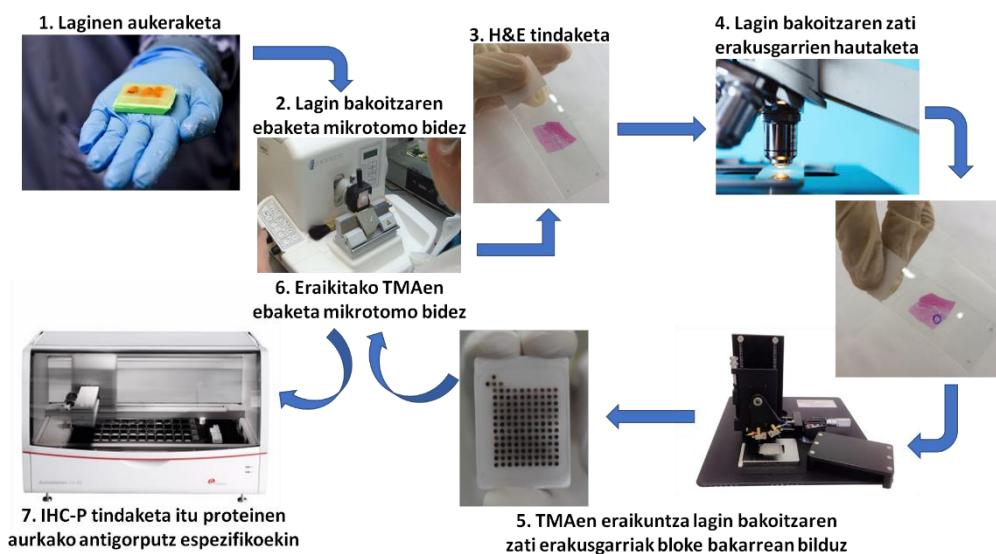 1. Laginen aukeraketa
2. Lagin bakoitzaren
ebaketa mikrotomo bidez
3. H&E tindaketa
4. Lagin bakoitzaren zati
erakusgarrien hautaketa
5. TMAen eraikuntza lagin bakoitzaren
zati erakusgarriak bloke bakarrean bilduz
6. Eraikitako TMAen
ebaketa mikrotomo bidez
7. IHC-P tindaketa itu proteinen
aurkako antigorputz espezifikoekin